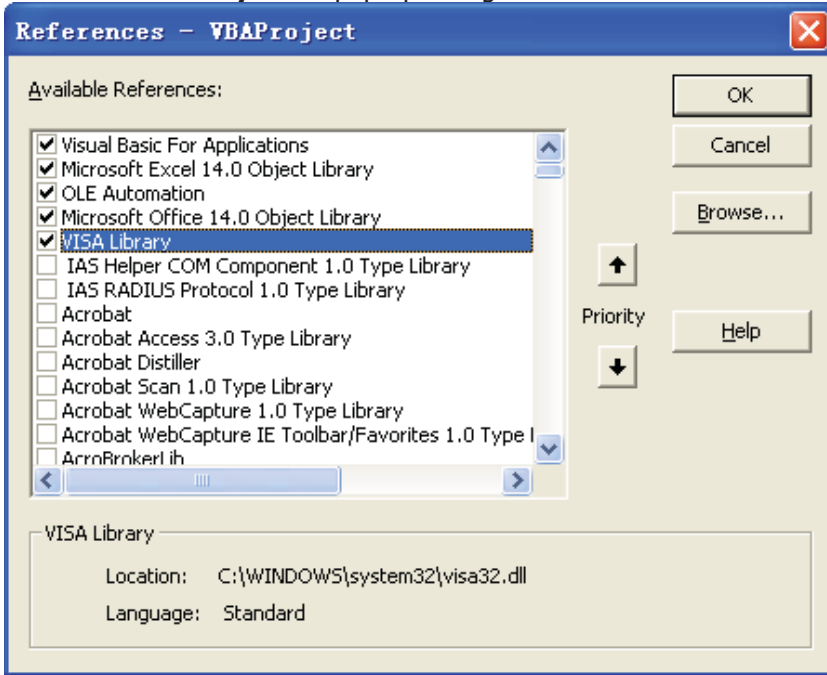 References - VBAProject
Available References:
Visual Basic For Applications
Microsoft Excel 14.0 Object Library
OLE Automation
Microsoft Office 14.0 Object Library
VISA Library
IAS Helper COM Component 1.0 Type Library
IAS RADIUS Protocol 1.0 Type Library
Acrobat
Acrobat Access 3.0 Type Library
Acrobat Distiller
Acrobat Scan 1.0 Type Library
Acrobat WebCapture 1.0 Type Library
Acrobat WebCapture IE Toolbar/Favorites 1.0 Type
AcroBrokerLib
OK
Cancel
Browse...
Priority
Help
VISA Library
Location: C:\WINDOWS\system32\visa32.dll
Language: Standard